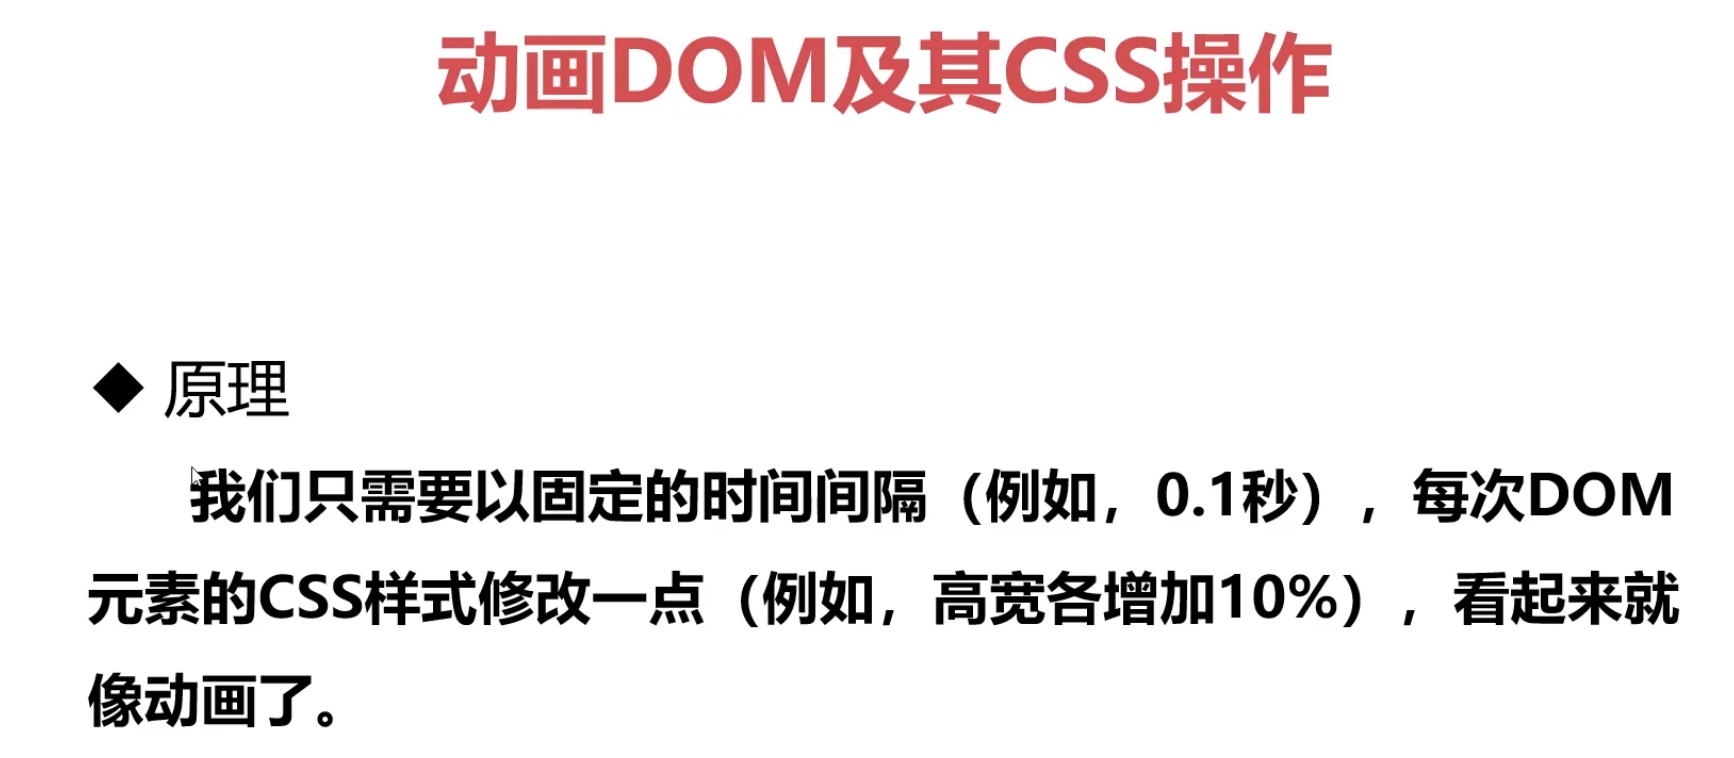 动画DOM及其CSS操作
◆ 原理
我们只需要以固定的时间间隔（例如，0.1秒），每次DOM
元素的CSS样式修改一点（例如，高宽各增加10%），看起来就
像动画了。